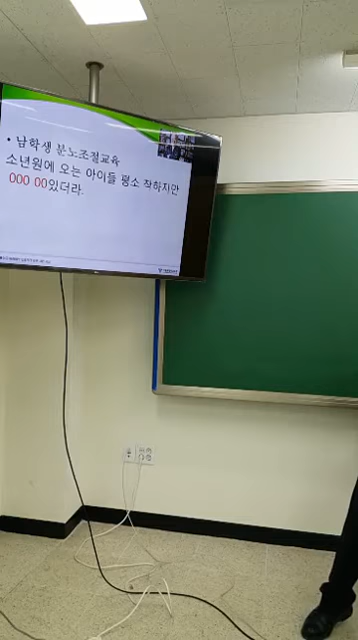 • 남학생 분노조절교육
소년원에 오는 아이들 평소 착하지만
000 00있더라.